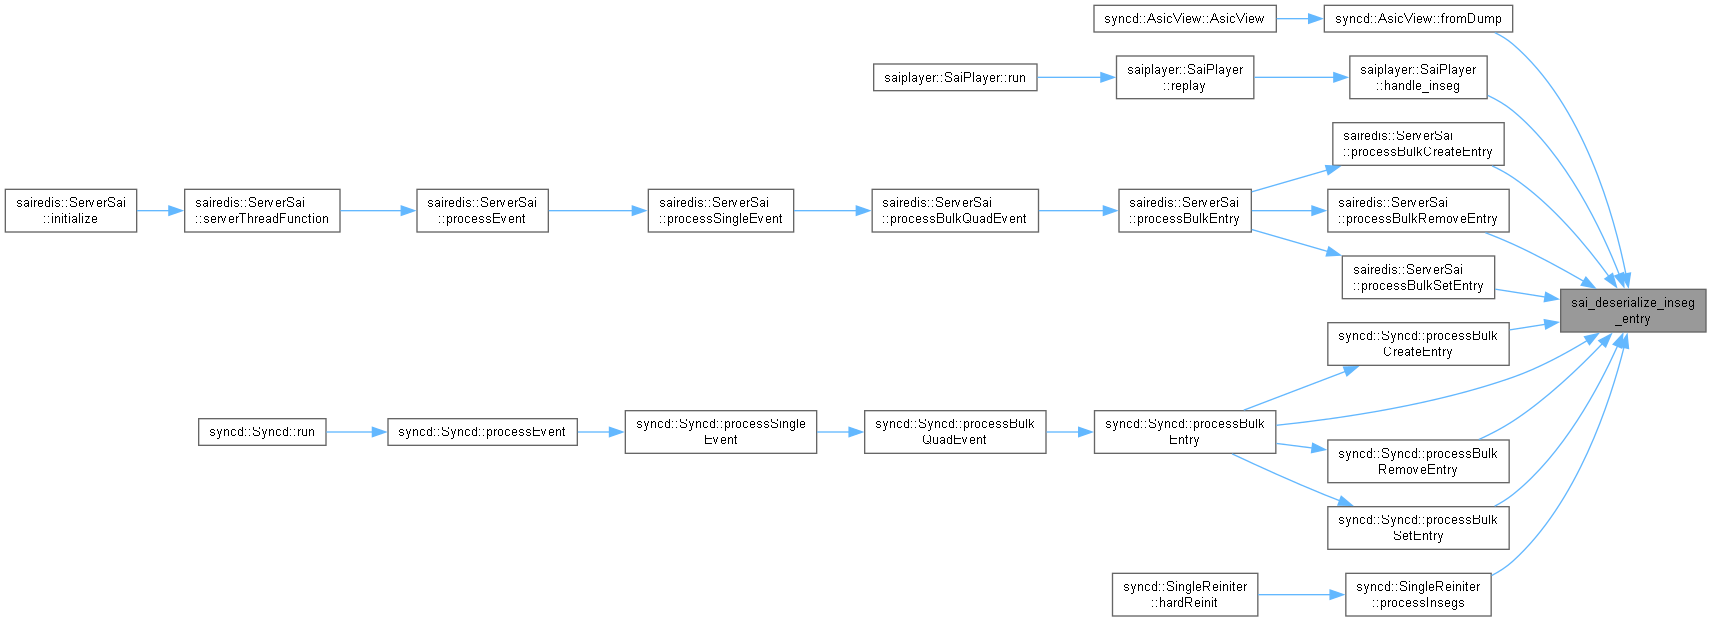 syncd::AsicView::AsicView
syncd::AsicView::fromDump
saiplayer::SaiPlayer::run
saiplayer::SaiPlayer
::replay
saiplayer::SaiPlayer
::handle_inseg
sairedis::ServerSai
::processBulkCreateEntry
sairedis::ServerSai
::initialize
sairedis::ServerSai
::serverThreadFunction
sairedis::ServerSai
::processEvent
sairedis::ServerSai
::processSingleEvent
sairedis::ServerSai
::processBulkQuadEvent
sairedis::ServerSai
::processBulkEntry
sairedis::ServerSai
::processBulkRemoveEntry
sairedis::ServerSai
::processBulkSetEntry
sai_deserialize_inseg
_entry
syncd::Syncd::processBulk
CreateEntry
syncd::Syncd::run
syncd::Syncd::processEvent
syncd::Syncd::processSingle
Event
syncd::Syncd::processBulk
QuadEvent
syncd::Syncd::processBulk
Entry
syncd::Syncd::processBulk
RemoveEntry
syncd::Syncd::processBulk
SetEntry
syncd::SingleReiniter
::hardReinit
syncd::SingleReiniter
::processInsegs